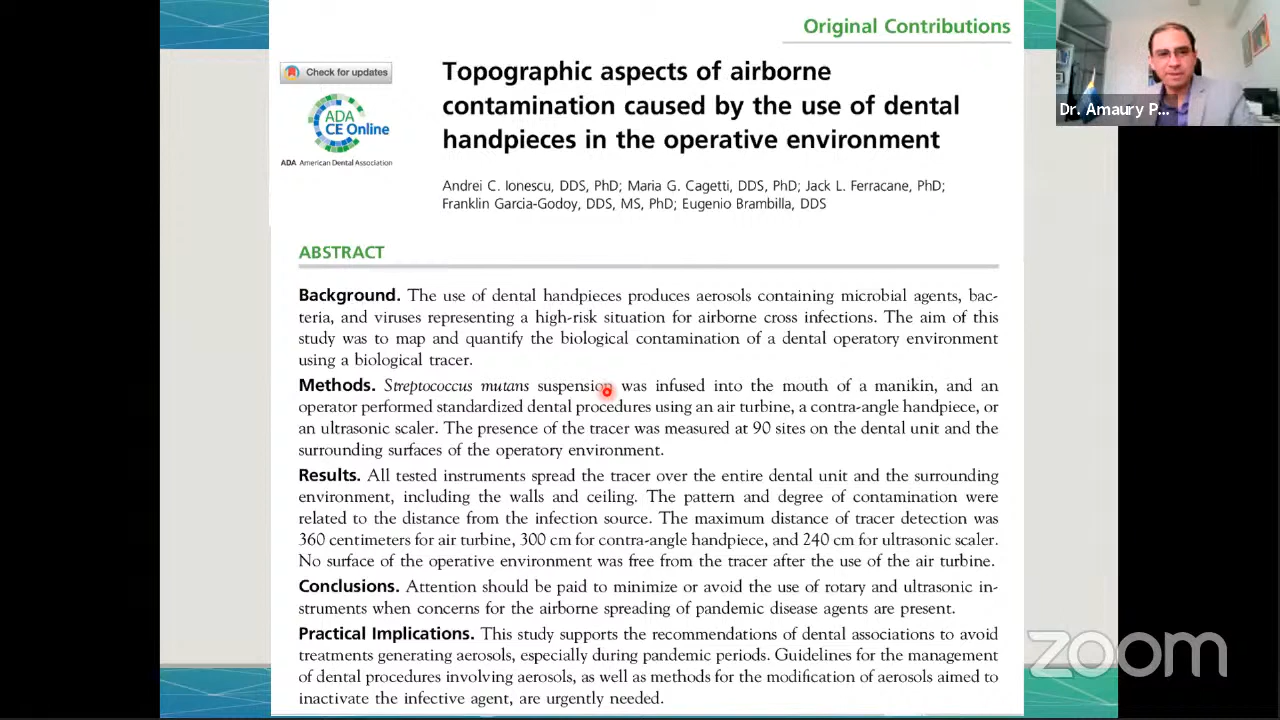 Original Contributions
Check for updates
ADA
CE Online
ADA American Dental Association
Topographic aspects of airborne
contamination caused by the use of dental
handpieces in the operative environment
Andrei C. Ionescu, DDS, PhD; Maria G. Cagetti, DDS, PhD; Jack L. Ferracane, PhD;
Franklin Garcia-Godoy, DDS, MS, PhD; Eugenio Brambilla, DDS
Dr. Amaury P...
ABSTRACT
Background. The use of dental handpieces produces aerosols containing microbial agents, bac-
teria, and viruses representing a high-risk situation for airborne cross infections. The aim of this
study was to map and quantify the biological contamination of a dental operatory environment
using a biological tracer.
Methods. Streptococcus mutans suspension was infused into the mouth of a manikin, and an
operator performed standardized dental procedures using an air turbine, a contra-angle handpiece, or
an ultrasonic scaler. The presence of the tracer was measured at 90 sites on the dental unit and the
surrounding surfaces of the operatory environment.
Results. All tested instruments spread the tracer over the entire dental unit and the surrounding
environment, including the walls and ceiling. The pattern and degree of contamination were
related to the distance from the infection source. The maximum distance of tracer detection was
360 centimeters for air turbine, 300 cm for contra-angle handpiece, and 240 cm for ultrasonic scaler.
No surface of the operative environment was free from the tracer after the use of the air turbine.
Conclusions. Attention should be paid to minimize or avoid the use of rotary and ultrasonic in-
struments when concerns for the airborne spreading of pandemic disease agents are present.
Practical Implications. This study supports the recommendations of dental associations to avoid
treatments generating aerosols, especially during pandemic periods. Guidelines for the management
of dental procedures involving aerosols, as well as methods for the modification of aerosols aimed to
inactivate the infective agent, are urgently needed.
zoom